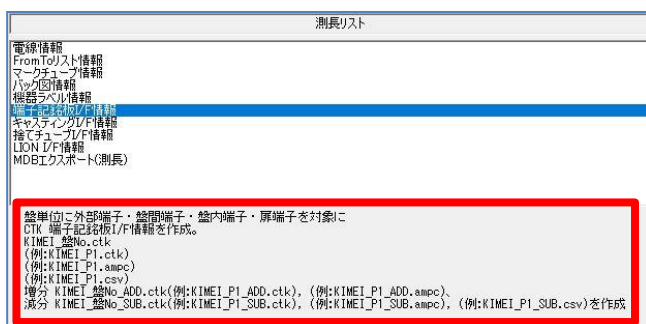 測長リスト
電線情報
FromToリスト情報
マークチューブ情報
パック図情報
機器ラベル情報
端子記銘板I/F情報
キャスティングI/F情報
捨てチューブI/F情報
LION I/F情報
MDBエクスポート(測長)
盤単位に外部端子・盤間端子・盤内端子・扉端子を対象に
CTK 端子記銘板I/F情報を作成。
KIMEI_盤No.ctk
(例:KIMEI_P1.ctk)
(例:KIMEI_P1.ampc)
(例:KIMEI_P1.csv)
増分 KIMEI_盤No_ADD.ctk(例:KIMEI_P1_ADD.ctk), (例:KIMEI_P1_ADD.ampc)、
減分 KIMEI_盤No_SUB.ctk(例:KIMEI_P1_SUB.ctk), (例:KIMEI_P1_SUB.ampc), (例:KIMEI_P1_SUB.csv)を作成